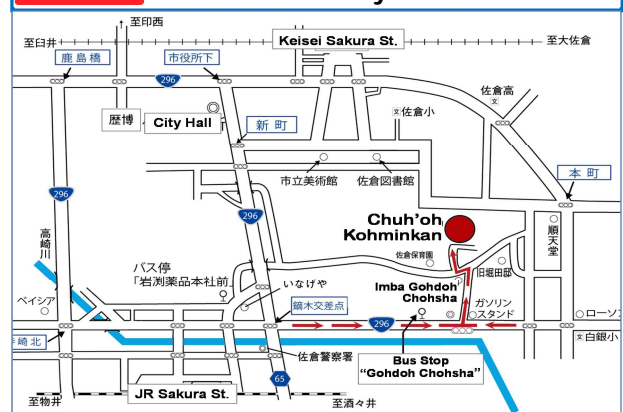 至印西
至臼井
Keisei Sakura St.
至大佐倉
鹿島橋
市役所下
296
佐倉高
文
歴博
City Hall
文佐倉小
新町
市立美術館
佐倉図書館
本町
296
296
Chuh'oh
Kohminkan
順天堂
高崎川
佐倉保育園
旧堀田邸
バス停
「岩渕薬品本社前」
いなげや
Imba Gohdoh
Chohsha
P
ベイシア
鏑木交差点
ガソリン
スタンド
ローソン
296
崎北
文白銀小
佐倉警察署
Bus Stop
“Gohdoh Chohsha”
65
JR Sakura St.
至物井
至酒々井